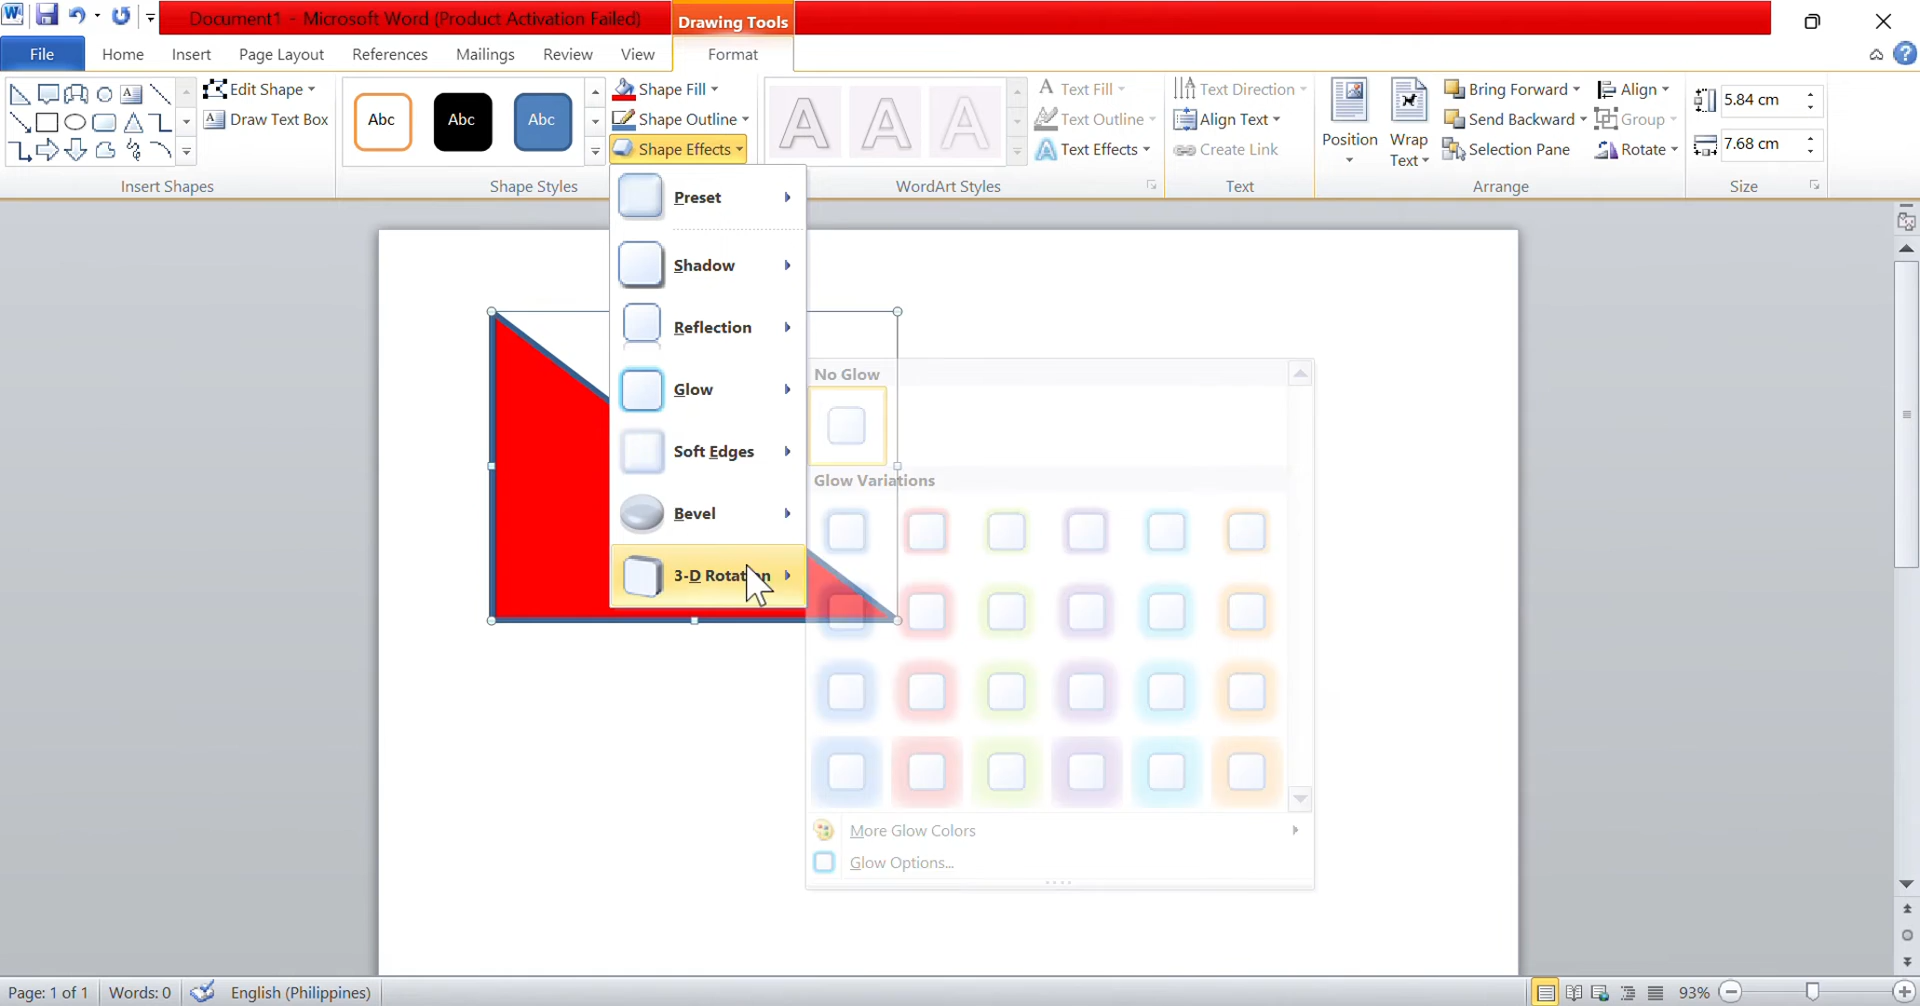 Document1 - Microsoft Word (Product Activation Failed)
Drawing Tools
File Home Insert Page Layout References Mailings Review View Format
Edit Shape
Draw Text Box
Insert Shapes
Abc Abc Abc
Shape Styles
Shape Fill
Shape Outline
Shape Effects
A A A
WordArt Styles
Text Fill
Text Outline
Text Effects
Text Direction
Align Text
Create Link
Text
Position
Wrap
Text
Bring Forward
Send Backward
Selection Pane
Align
Group
Rotate
Arrange
5.84 cm
7.68 cm
Size
Preset
Shadow
Reflection
Glow
Soft Edges
Bevel
3-D Rotation
No Glow
Glow Variations
More Glow Colors
Glow Options...
Page: 1 of 1 Words: 0 English (Philippines) 93%